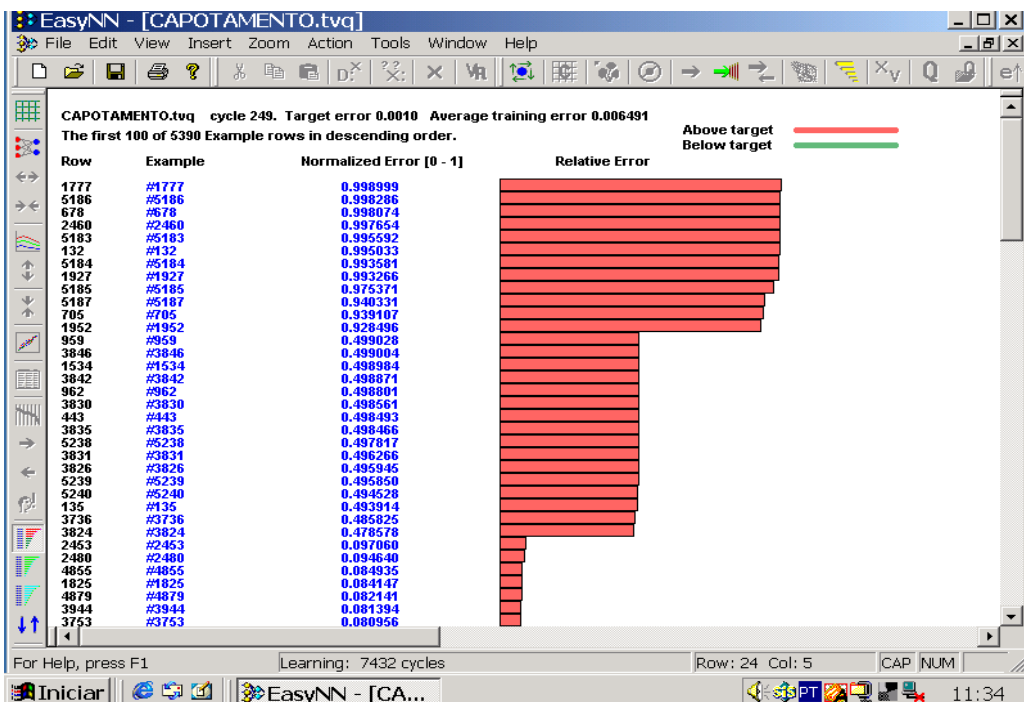 EasyNN - [CAPOTAMENTO.tvq]
File Edit View Insert Zoom Action Tools Window Help
CAPOTAMENTO.tvq cycle 249. Target error 0.0010 Average training error 0.006491
The first 100 of 5390 Example rows in descending order.
Above target
Below target
Row Example Normalized Error [0 - 1] Relative Error
1777 #1777 0.998999
5186 #5186 0.998286
678 #678 0.998074
2460 #2460 0.997654
5183 #5183 0.995592
132 #132 0.995033
5184 #5184 0.993581
1927 #1927 0.993266
5185 #5185 0.975371
5187 #5187 0.940331
705 #705 0.939107
1952 #1952 0.928496
959 #959 0.499028
3846 #3846 0.499004
1534 #1534 0.498984
3842 #3842 0.498871
962 #962 0.498801
3830 #3830 0.498561
443 #443 0.498493
3835 #3835 0.498466
5238 #5238 0.497817
3831 #3831 0.496266
3826 #3826 0.495945
5239 #5239 0.495850
5240 #5240 0.494528
135 #135 0.493914
3736 #3736 0.485825
3824 #3824 0.478578
2453 #2453 0.097060
2480 #2480 0.094640
4855 #4855 0.084935
1825 #1825 0.084147
4879 #4879 0.082141
3944 #3944 0.081394
3753 #3753 0.080956
For Help, press F1 Learning: 7432 cycles Row: 24 Col: 5 CAP NUM
Iniciar EasyNN - [CA... PT 11:34